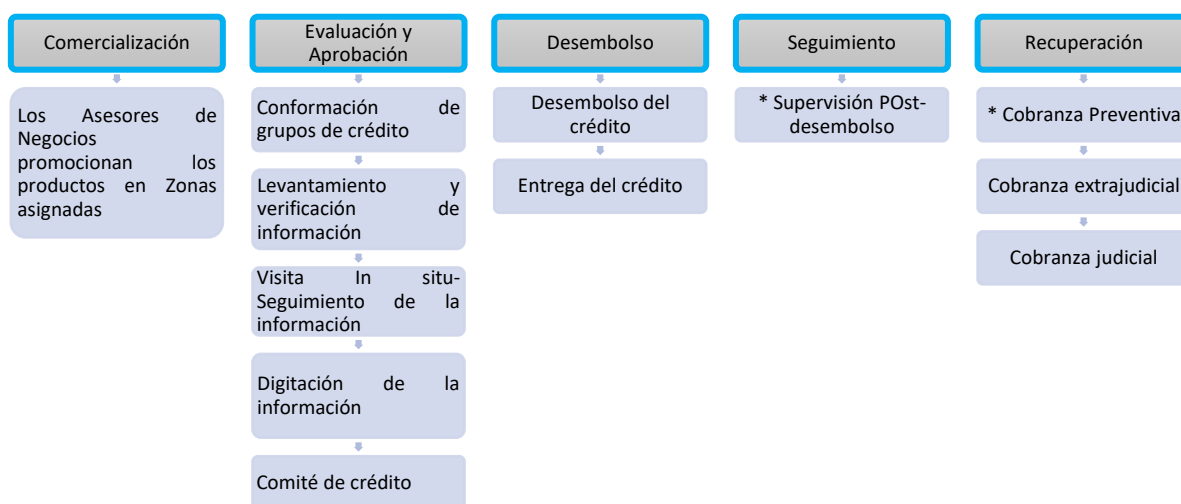 Comercialización
Los Asesores de
Negocios
promocionan los
productos en Zonas
asignadas
Evaluación y
Aprobación
Conformación de
grupos de crédito
Levantamiento y
verificación de
información
Visita In situ-
Seguimiento de la
información
Digitación de la
información
Comité de crédito
Desembolso
Desembolso del
crédito
Entrega del crédito
Seguimiento
* Supervisión POst-
desembolso
Recuperación
* Cobranza Preventiva
Cobranza extrajudicial
Cobranza judicial